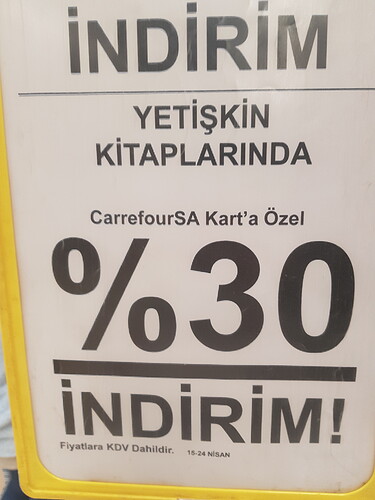 İNDİRİM
YETİŞKİN
KİTAPLARINDA
CarrefourSA Kart'a Özel
%30
İNDİRİM!
Fiyatlara KDV Dahildir. 15-24 NİSAN